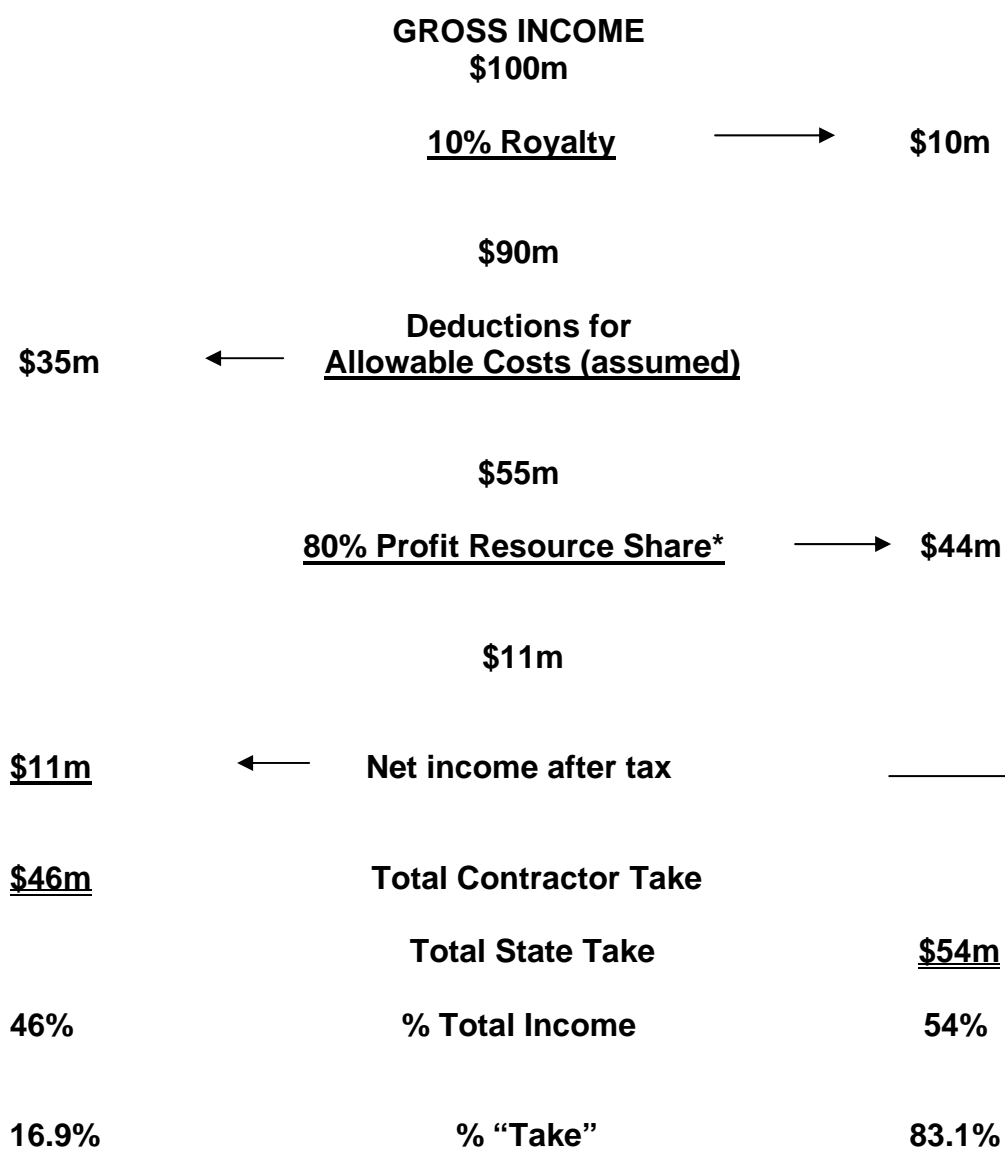 GROSS INCOME
$100m
10% Royalty $10m
$90m
Deductions for
$35m Allowable Costs (assumed)
$55m
80% Profit Resource Share* $44m
$11m
$11m Net income after tax
$46m Total Contractor Take
Total State Take $54m
46% % Total Income 54%
16.9% % “Take” 83.1%